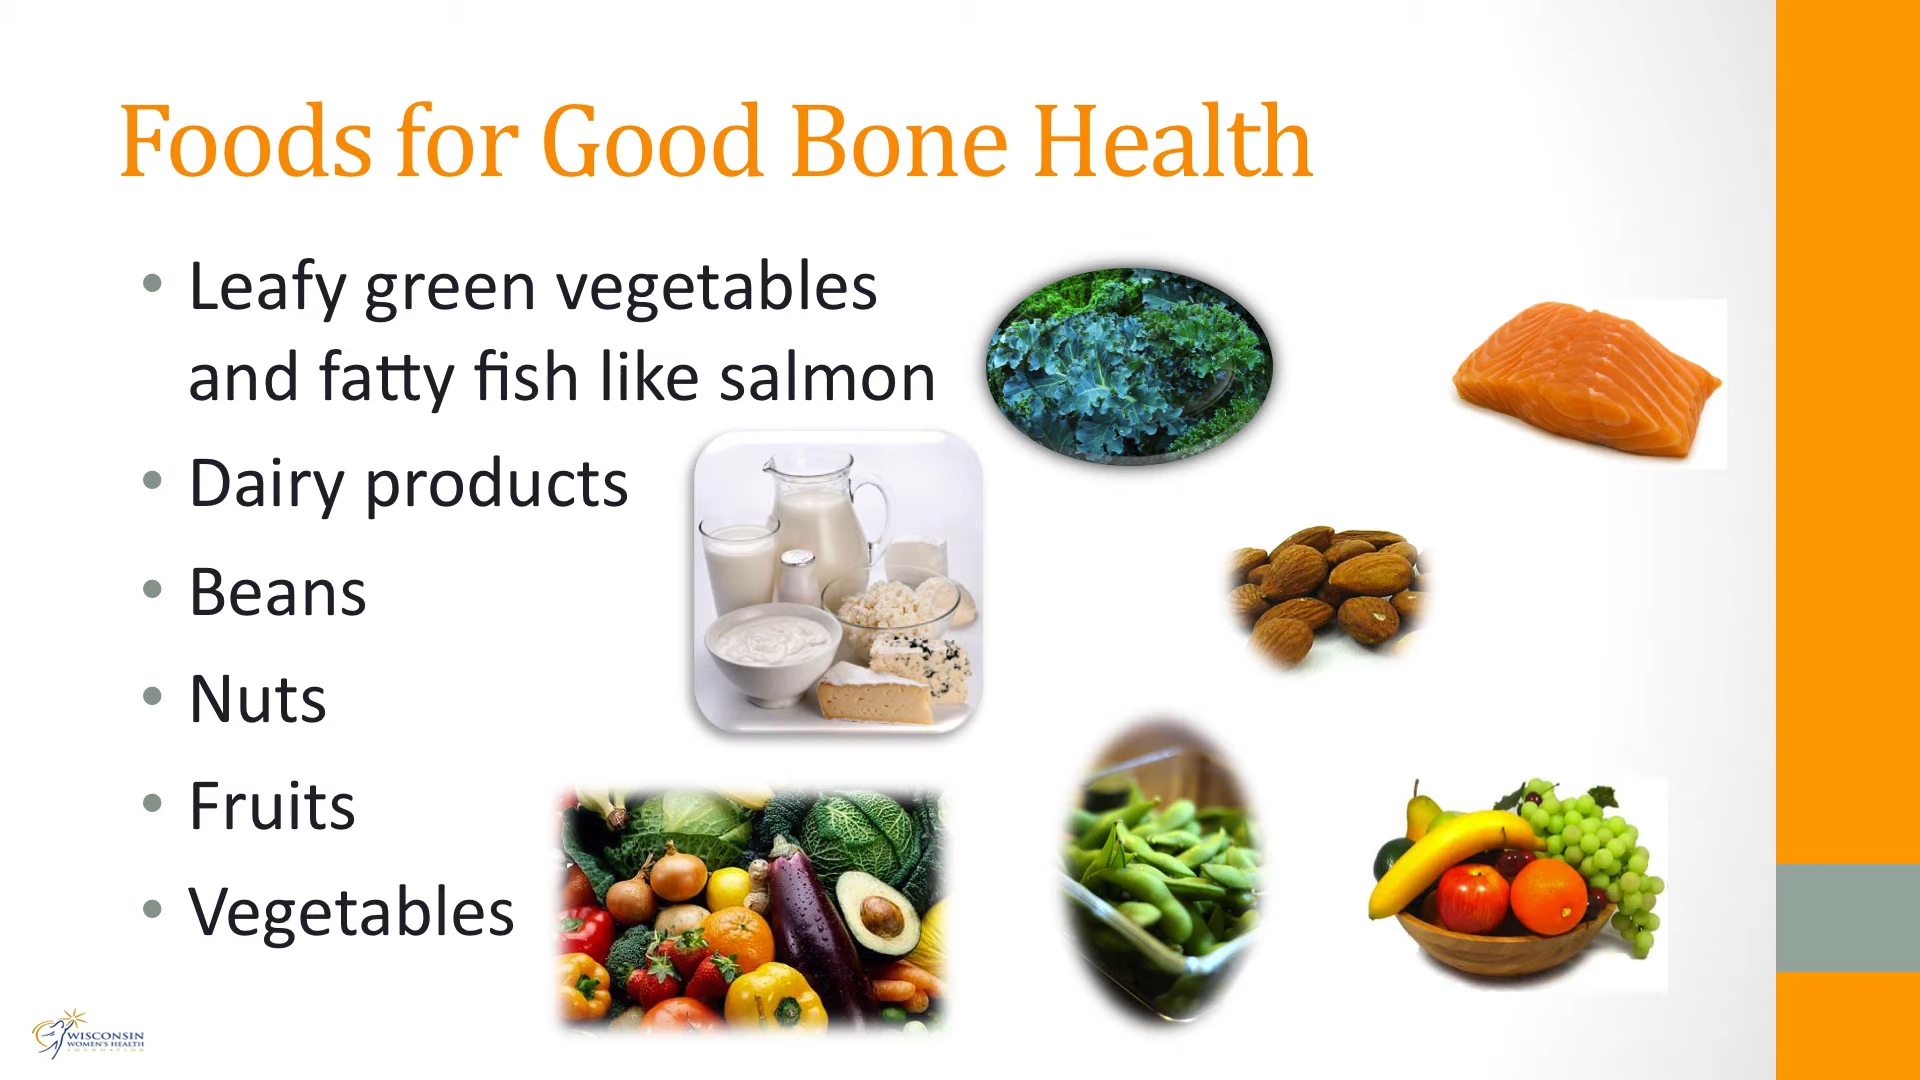 Foods for Good Bone Health
• Leafy green vegetables
and fatty fish like salmon
• Dairy products
• Beans
• Nuts
• Fruits
• Vegetables
WISCONSIN
WOMEN'S HEALTH
FOUNDATION